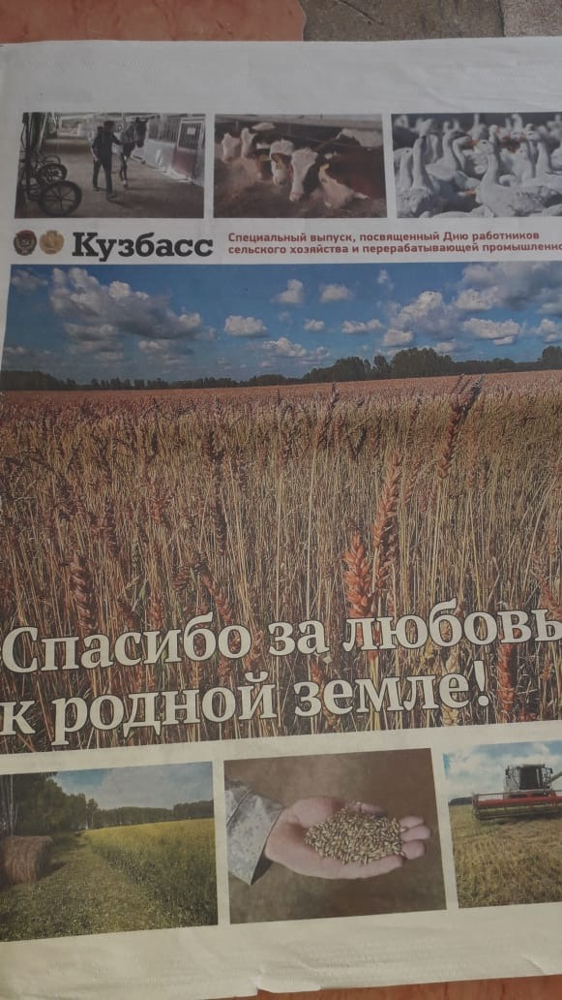 Кузбасс
Специальный выпуск, посвященный Дню работников
сельского хозяйства и перерабатывающей промышленно
Спасибо за любовь
к родной земле!